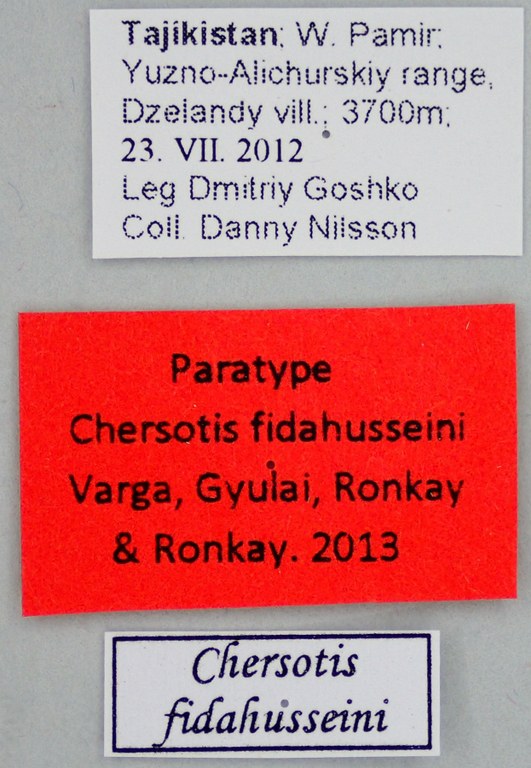 Tajikistan; W. Pamir;
Yuzno-Alichurskiy range,
Dzelandy vill.; 3700m;
23. VII. 2012
Leg Dmitriy Goshko
Coll. Danny Nilsson
Paratype
Chersotis fidahusseini
Varga, Gyulai, Ronkay
& Ronkay. 2013
Chersotis
fidahusseini